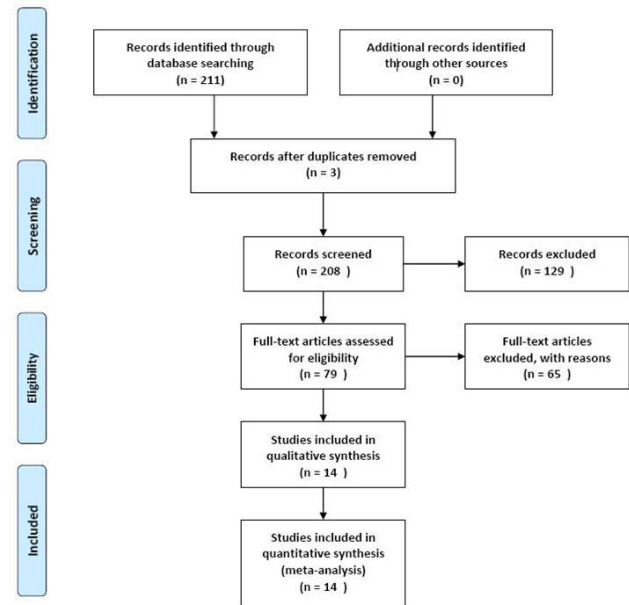 Identification
Records identified through
database searching
(n = 211)
Additional records identified
through other sources
(n = 0)
Records after duplicates removed
(n = 3)
Screening
Records screened
(n = 208 )
Records excluded
(n = 129 )
Eligibility
Full-text articles assessed
for eligibility
(n = 79 )
Full-text articles
excluded, with reasons
(n = 65 )
Studies included in
qualitative synthesis
(n = 14 )
Included
Studies included in
quantitative synthesis
(meta-analysis)
(n = 14 )